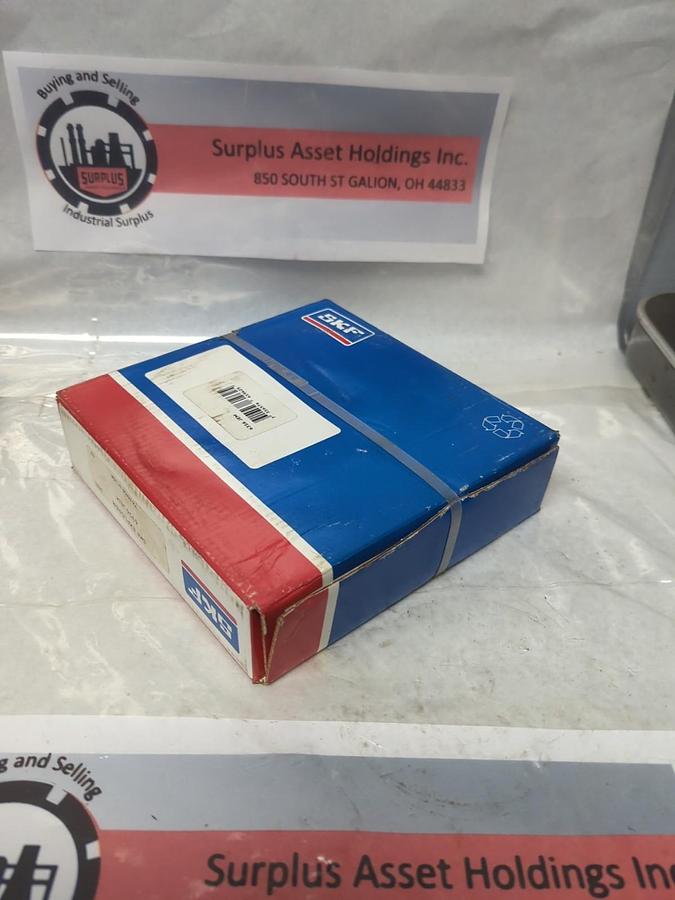 Buying and Selling
SURPLUS
Industrial Surplus
Surplus Asset Holdings Inc.
850 SOUTH ST GALION, OH 44833
SKF
SKF
g and Selling
Surplus Asset Holdings Inc